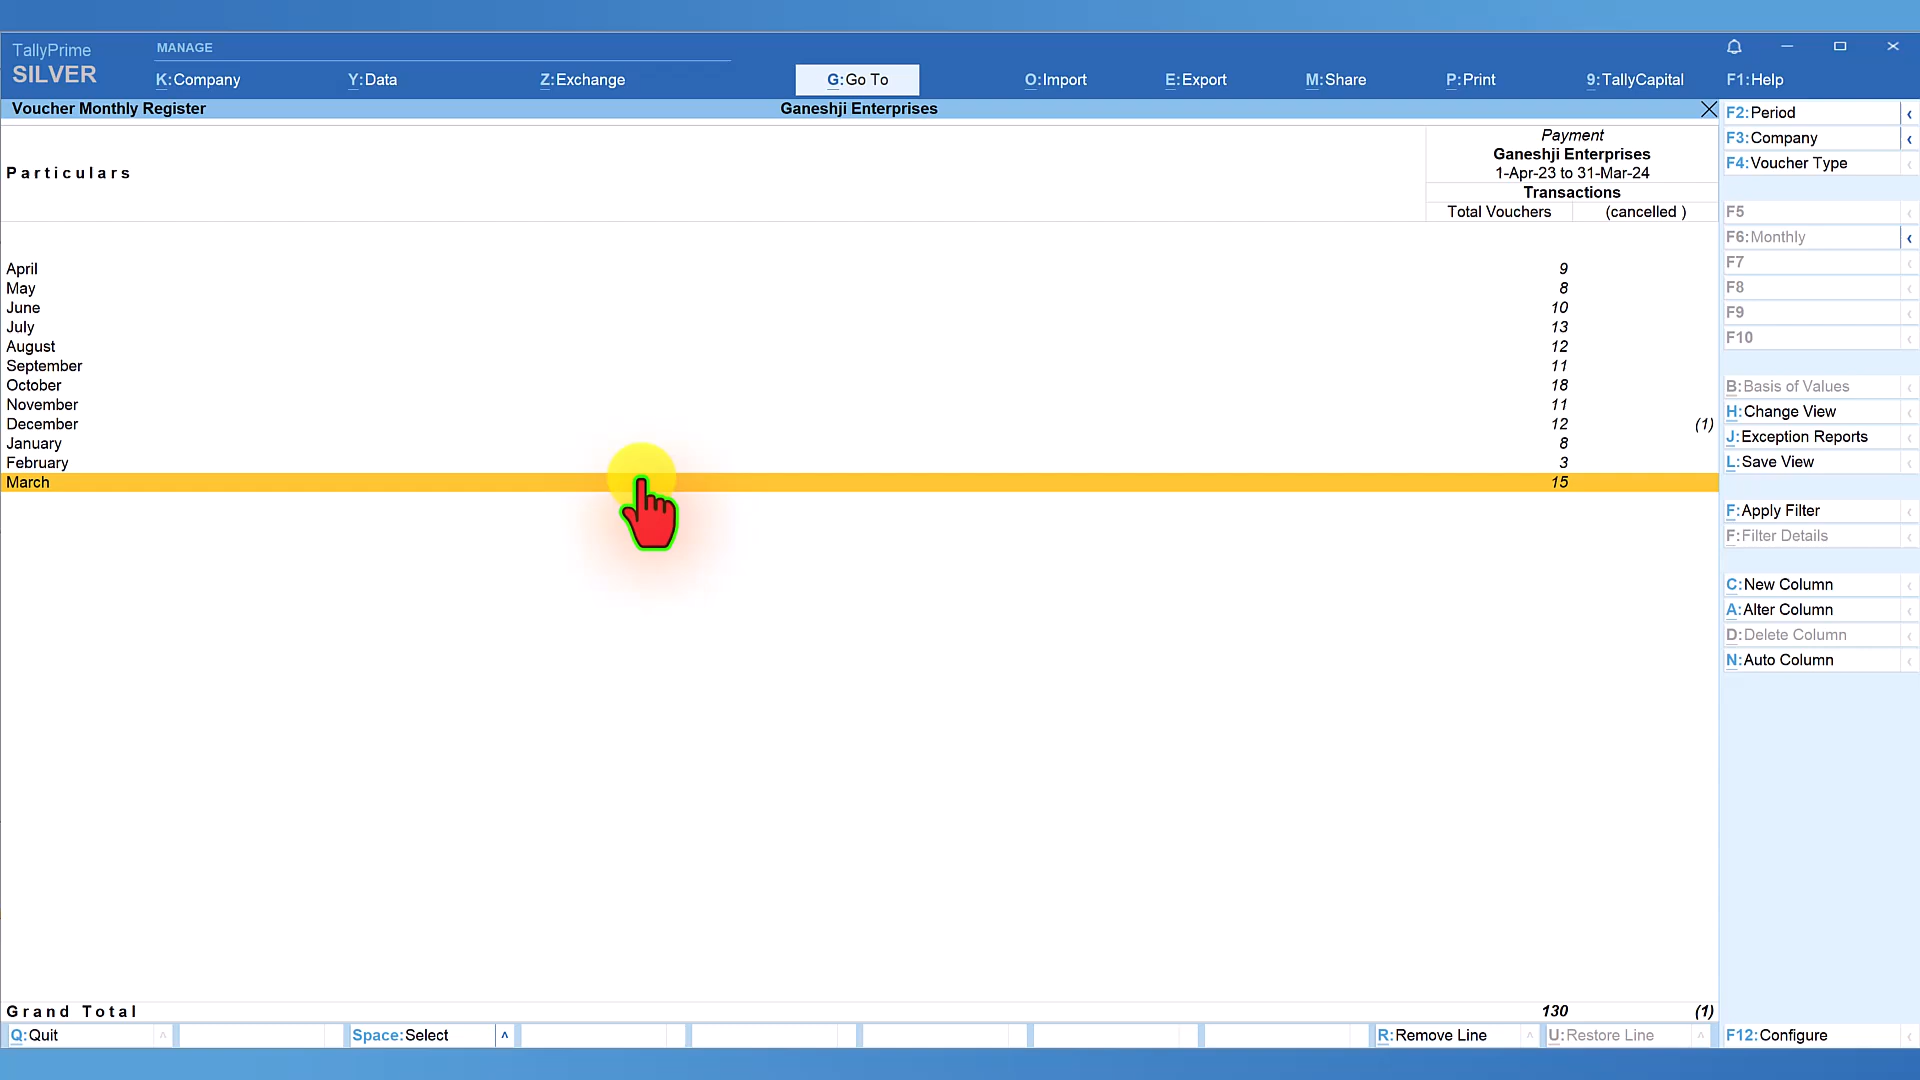 TallyPrime
SILVER
MANAGE
K:Company Y:Data Z:Exchange G:Go To O:Import E:Export M:Share P:Print 9:TallyCapital F1:Help
Voucher Monthly Register Ganeshji Enterprises
Particulars
Payment
Ganeshji Enterprises
1-Apr-23 to 31-Mar-24
Transactions
Total Vouchers (cancelled )
April 9
May 8
June 10
July 13
August 12
September 11
October 18
November 11
December 12 (1)
January 8
February 3
March 15
Grand Total 130 (1)
F2:Period
F3:Company
F4:Voucher Type
F5
F6:Monthly
F7
F8
F9
F10
B:Basis of Values
H:Change View
J:Exception Reports
L:Save View
F:Apply Filter
F:Filter Details
C:New Column
A:Alter Column
D:Delete Column
N:Auto Column
Q:Quit Space:Select R:Remove Line U:Restore Line F12:Configure